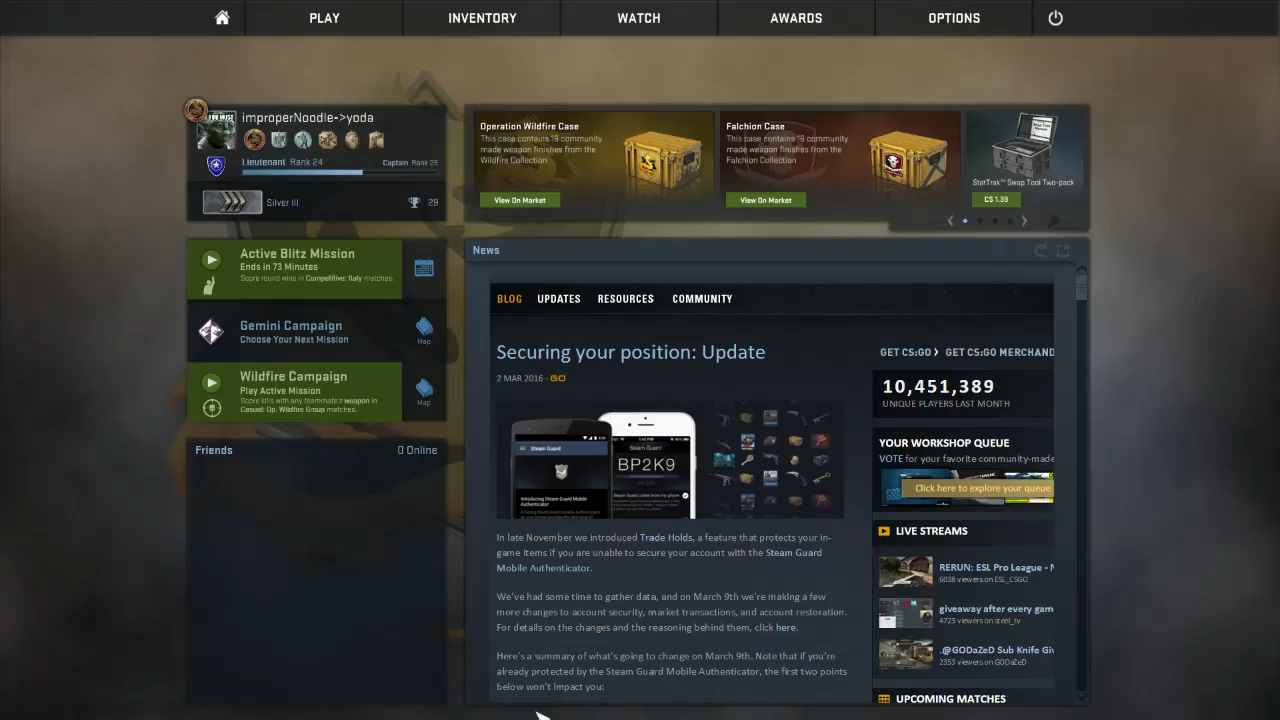 PLAY
INVENTORY
WATCH
AWARDS
OPTIONS
improperNoodle->yoda
Lieutenant Rank 24
Captain Rank 25
Silver III
29
Operation Wildfire Case
This case contains 16 community
made weapon finishes from the
Wildfire Collection
View On Market
Falchion Case
This case contains 16 community
made weapon finishes from the
Falchion Collection
View On Market
StatTrak™ Swap Tool Two-pack
C$ 1.39
Active Blitz Mission
Ends in 73 Minutes
Score round wins in Competitive: Italy matches.
Gemini Campaign
Choose Your Next Mission
Map
Wildfire Campaign
Play Active Mission
Score kills with any teammate's weapon in
Casual: Op. Wildfire Group matches.
Map
Friends
0 Online
News
BLOG
UPDATES
RESOURCES
COMMUNITY
Securing your position: Update
2 MAR 2016 - GO
Steam Guard
Introducing Steam Guard Mobile
Authenticator
Steam Guard
BP2K9
In late November we introduced Trade Holds, a feature that protects your in-
game items if you are unable to secure your account with the Steam Guard
Mobile Authenticator.
We've had some time to gather data, and on March 9th we're making a few
more changes to account security, market transactions, and account restoration.
For details on the changes and the reasoning behind them, click here.
Here's a summary of what's going to change on March 9th. Note that if you're
already protected by the Steam Guard Mobile Authenticator, the first two points
below won't impact you:
GET CS:GO
GET CS:GO MERCHAND
10,451,389
UNIQUE PLAYERS LAST MONTH
YOUR WORKSHOP QUEUE
VOTE for your favorite community-made
Click here to explore your queue
LIVE STREAMS
RERUN: ESL Pro League -
6038 viewers on ESL_CSGO
giveaway after every gam
4723 viewers on steel_tv
.@GODaZeD Sub Knife Giv
2353 viewers on GODaZeD
UPCOMING MATCHES